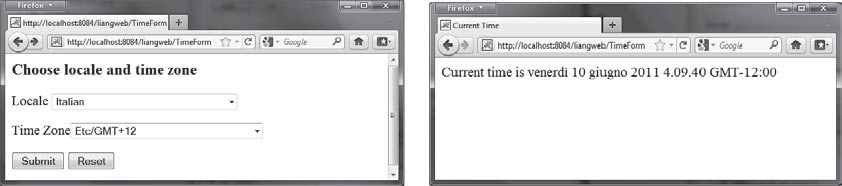 Firefox
http://localhost:8084/liangweb/TimeForm
http://localhost:8084/liangweb/TimeForm
Google
Choose locale and time zone
Locale Italian
Time Zone Etc/GMT+12
Submit Reset
Firefox
Current Time
http://localhost:8084/liangweb/TimeForm
Google
Current time is venerdì 10 giugno 2011 4.09.40 GMT-12:00